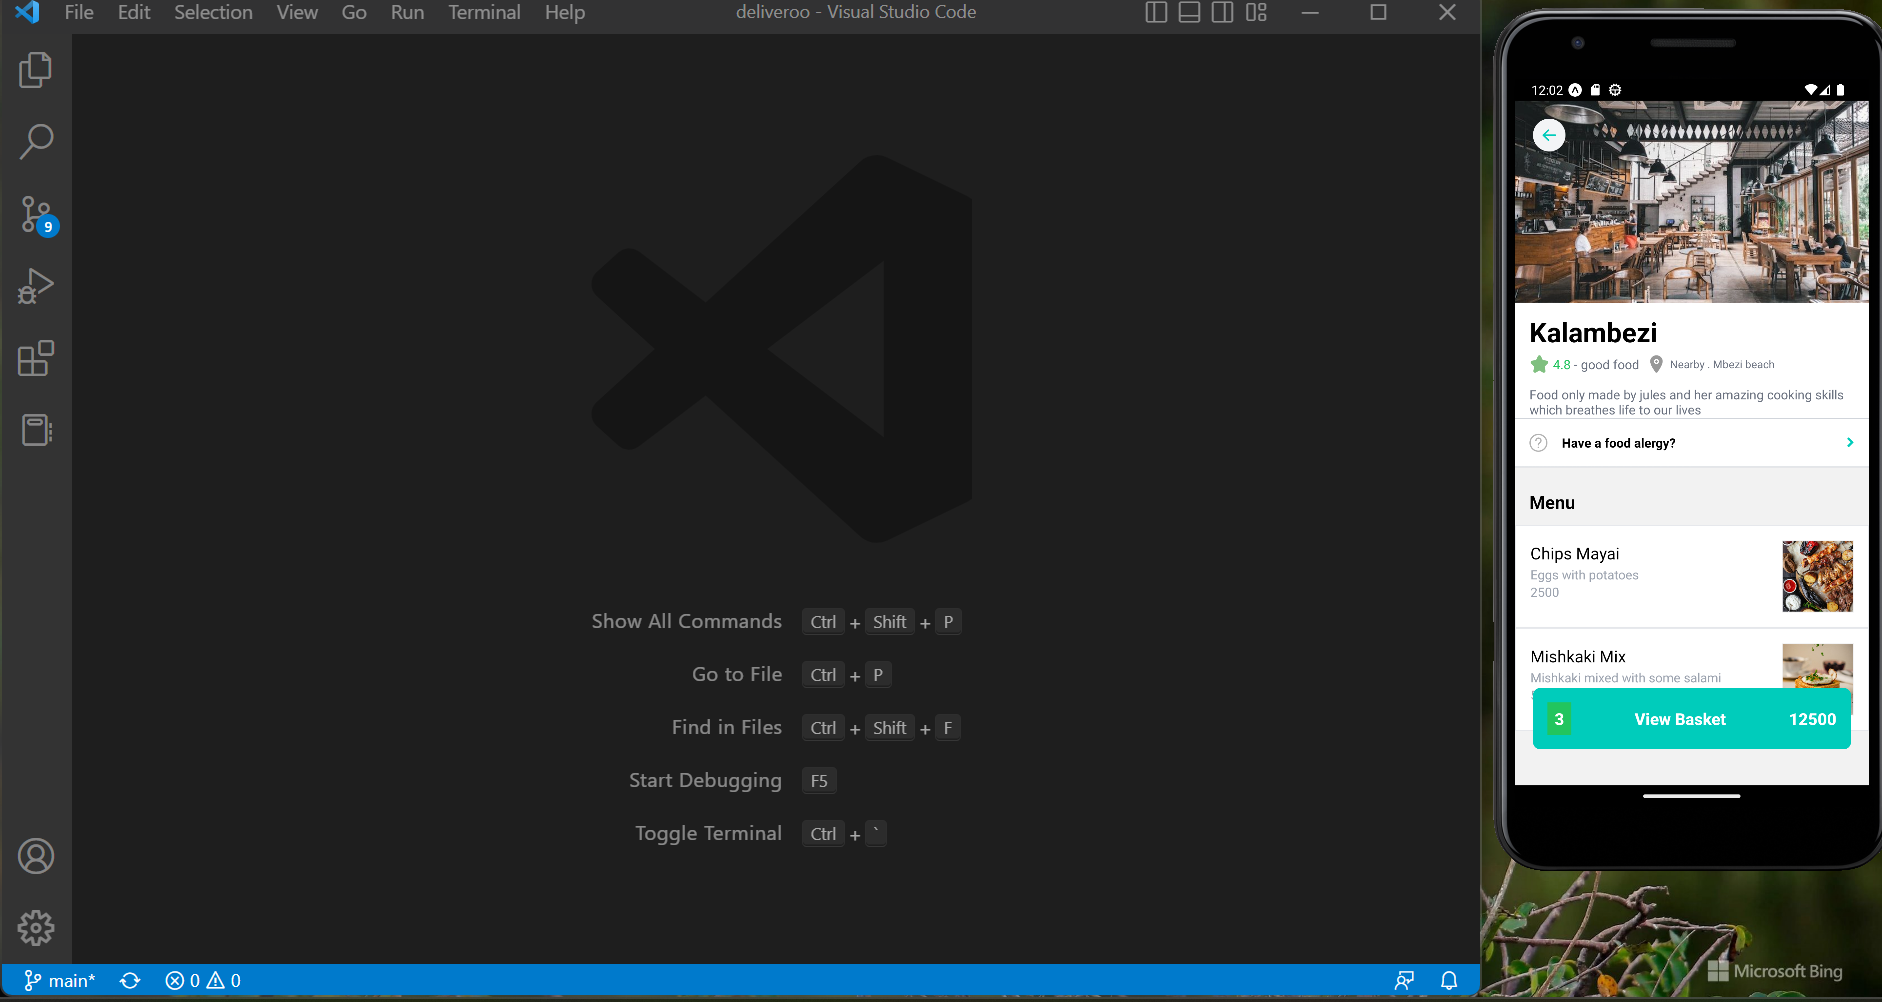 File Edit Selection View Go Run Terminal Help
deliveroo - Visual Studio Code
9
Show All Commands Ctrl + Shift + P
Go to File Ctrl + P
Find in Files Ctrl + Shift + F
Start Debugging F5
Toggle Terminal Ctrl + `
main*
0 0
12:02
Kalambezi
4.8 - good food Nearby . Mbezi beach
Food only made by jules and her amazing cooking skills
which breathes life to our lives
Have a food alergy?
Menu
Chips Mayai
Eggs with potatoes
2500
Mishkaki Mix
Mishkaki mixed with some salami
3 View Basket 12500
Microsoft Bing